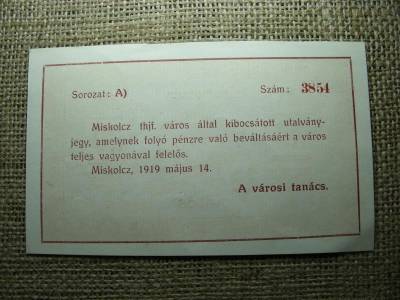 Sorozat: A) Szám: 3854
Miskolcz thjf. város által kibocsátott utalvány-
jegy, amelynek folyó pénzre való beváltásáért a város
teljes vagyonával felelős.
Miskolcz, 1919 május 14.
A városi tanács.